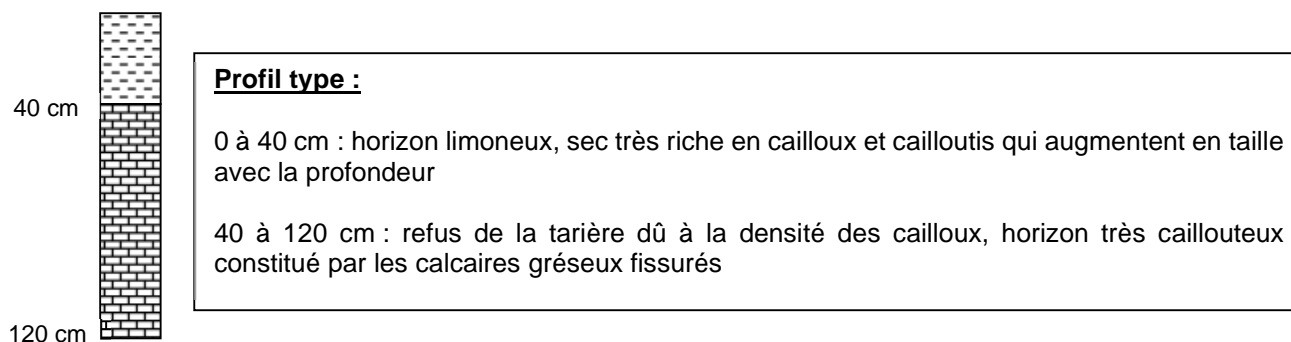 Profil type :
40 cm
0 à 40 cm : horizon limoneux, sec très riche en cailloux et cailloutis qui augmentent en taille
avec la profondeur
40 à 120 cm : refus de la tarière dû à la densité des cailloux, horizon très caillouteux
constitué par les calcaires gréseux fissurés
120 cm